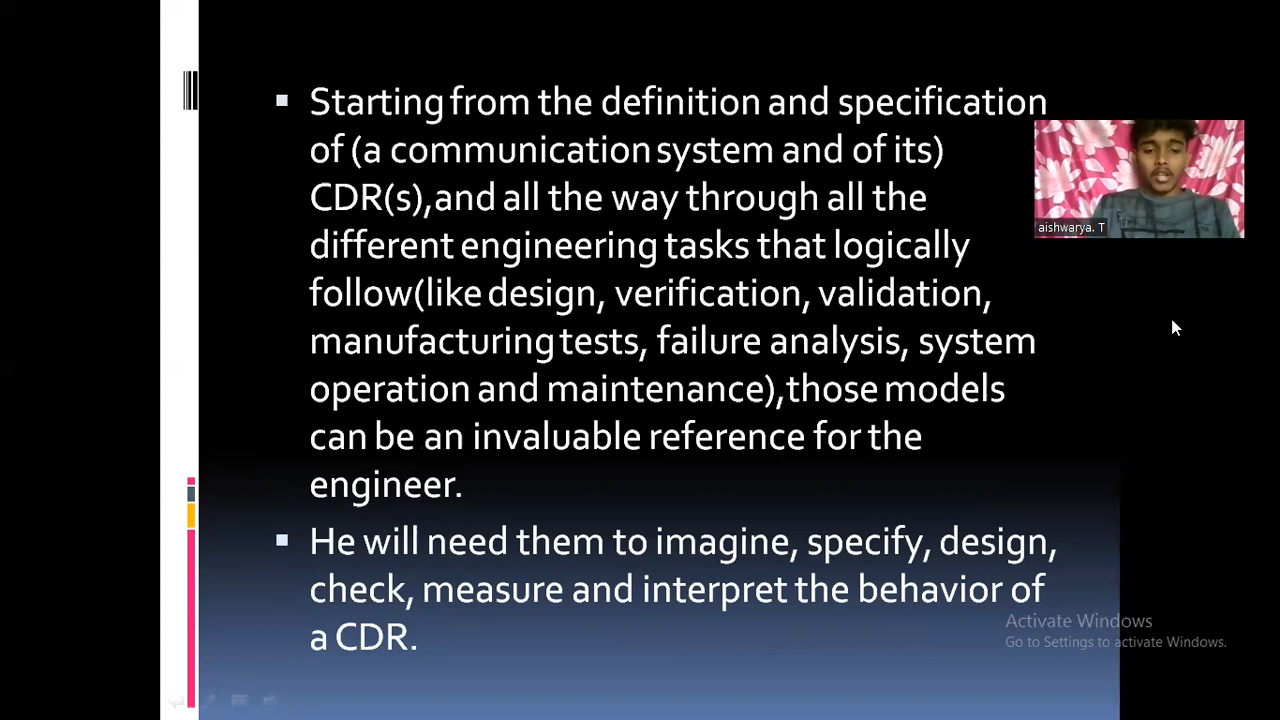 Starting from the definition and specification
of (a communication system and of its)
CDR(s),and all the way through all the
different engineering tasks that logically
follow(like design, verification, validation,
manufacturing tests, failure analysis, system
operation and maintenance),those models
can be an invaluable reference for the
engineer.
He will need them to imagine, specify, design,
check, measure and interpret the behavior of
a CDR.
aishwarya. T
Activate Windows
Go to Settings to activate Windows.